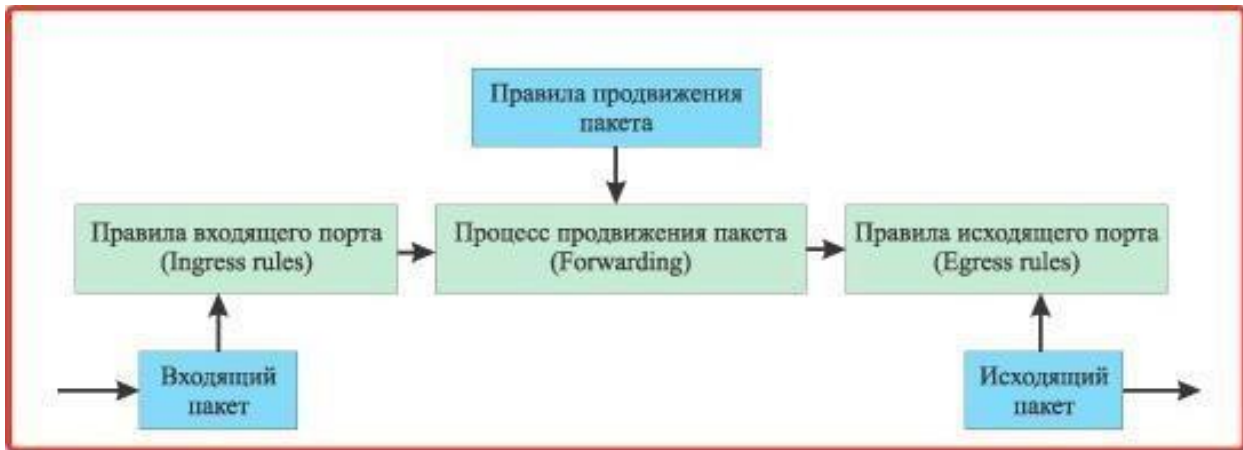 Правила продвижения
пакета
Правила входящего порта
(Ingress rules)
Процесс продвижения пакета
(Forwarding)
Правила исходящего порта
(Egress rules)
Входящий
пакет
Исходящий
пакет